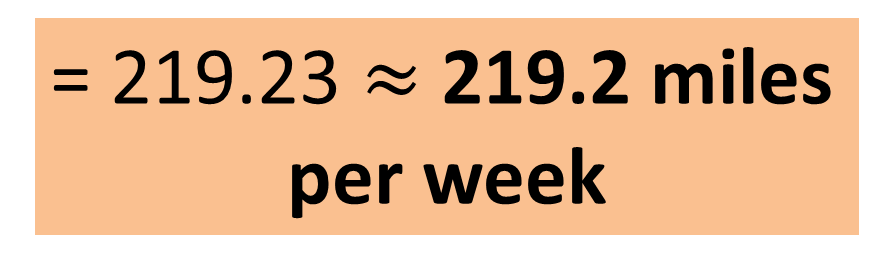 = 219.23 ≈ 219.2 miles
per week